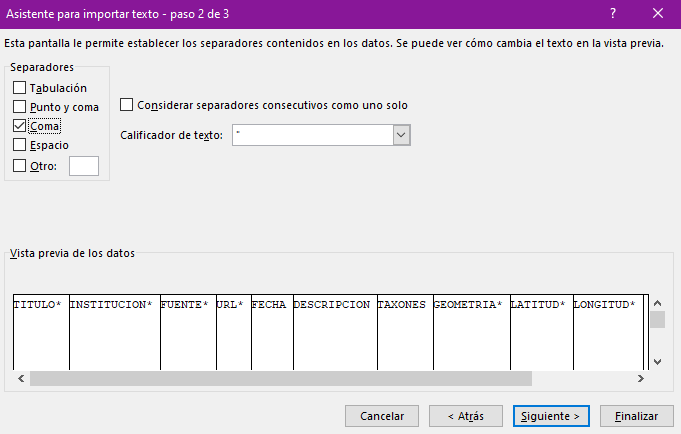 Asistente para importar texto - paso 2 de 3
Esta pantalla le permite establecer los separadores contenidos en los datos. Se puede ver cómo cambia el texto en la vista previa.
Separadores
Tabulación
Punto y coma
Coma
Espacio
Otro:
Considerar separadores consecutivos como uno solo
Calificador de texto: "
Vista previa de los datos
TITULO* INSTITUCION* FUENTE* URL* FECHA DESCRIPCION TAXONES GEOMETRIA* LATITUD* LONGITUD*
Cancelar < Atrás Siguiente > Finalizar